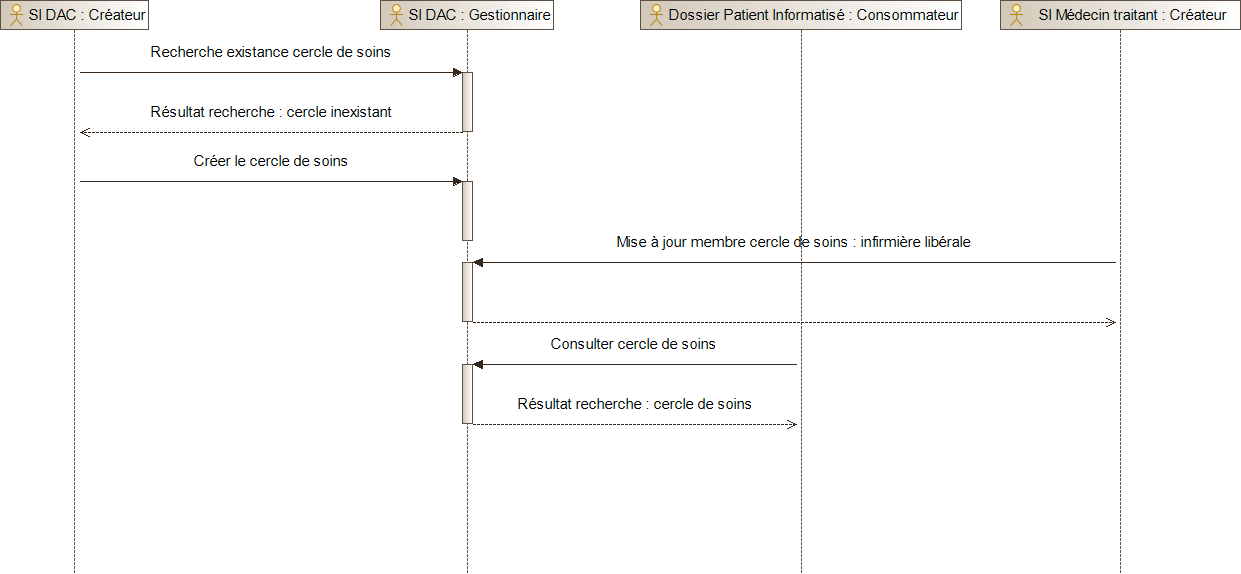 SI DAC : Créateur
SI DAC : Gestionnaire
Dossier Patient Informatisé : Consommateur
SI Médecin traitant : Créateur
Recherche existance cercle de soins
Résultat recherche : cercle inexistant
Créer le cercle de soins
Mise à jour membre cercle de soins : infirmière libérale
Consulter cercle de soins
Résultat recherche : cercle de soins